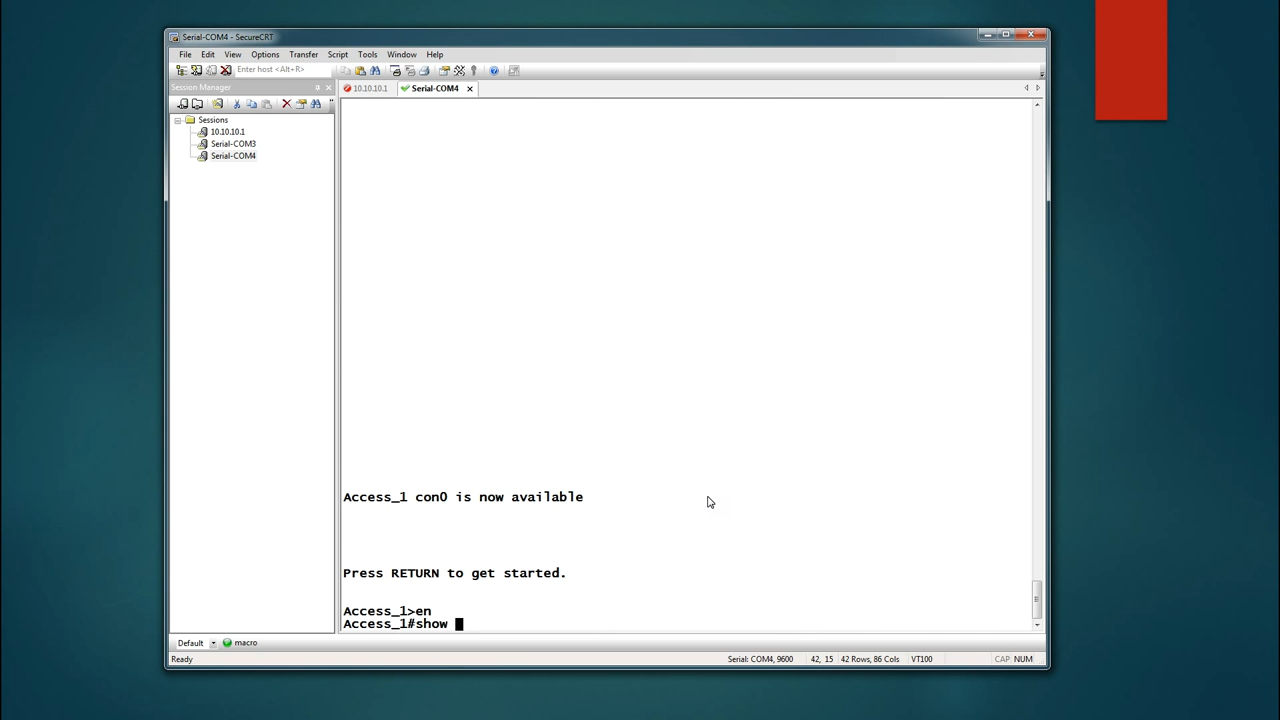 Serial-COM4 - SecureCRT
File Edit View Options Transfer Script Tools Window Help
Enter host <Alt+R>
Session Manager
10.10.10.1 Serial-COM4
Sessions
10.10.10.1
Serial-COM3
Serial-COM4
Access_1 con0 is now available
Press RETURN to get started.
Access_1>en
Access_1#show
Default macro
Ready Serial: COM4, 9600 42, 15 42 Rows, 86 Cols VT100 CAP NUM